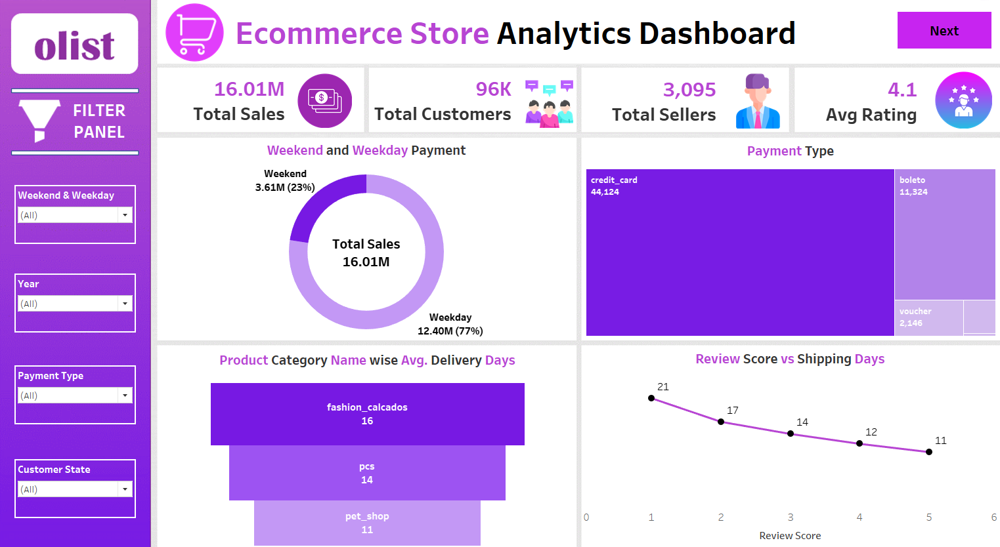 olist
Ecommerce Store Analytics Dashboard
Next
FILTER
PANEL
Weekend & Weekday
(All)
Year
(All)
Payment Type
(All)
Customer State
(All)
16.01M
Total Sales
96K
Total Customers
3,095
Total Sellers
4.1
Avg Rating
Weekend and Weekday Payment
Weekend
3.61M (23%)
Total Sales
16.01M
Weekday
12.40M (77%)
Payment Type
credit_card
44,124
boleto
11,324
voucher
2,146
Product Category Name wise Avg. Delivery Days
fashion_calcados
16
pcs
14
pet_shop
11
Review Score vs Shipping Days
21
17
14
12
11
0 1 2 3 4 5 6
Review Score